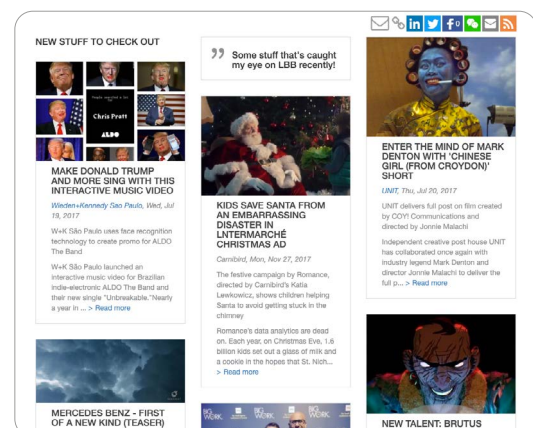 0
NEW STUFF TO CHECK OUT
Chris Pratt
ALDO
MAKE DONALD TRUMP
AND MORE SING WITH THIS
INTERACTIVE MUSIC VIDEO
Wieden+Kennedy Sao Paulo, Wed, Jul
19, 2017
W+K São Paulo uses face recognition
technology to create promo for ALDO
The Band
W+K São Paulo launched an
interactive music video for Brazilian
indie-electronic ALDO The Band and
their new single "Unbreakable."Nearly
a year in ... > Read more
MERCEDES BENZ - FIRST
OF A NEW KIND (TEASER)
Some stuff that's caught
my eye on LBB recently!
KIDS SAVE SANTA FROM
AN EMBARRASSING
DISASTER IN
LNTERMARCHÉ
CHRISTMAS AD
Carnibird, Mon, Nov 27, 2017
The festive campaign by Romance,
directed by Carnibird's Katia
Lewkowicz, shows children helping
Santa to avoid getting stuck in the
chimney
Romance's data analytics are dead
on. Each year, on Christmas Eve, 1.6
billion kids set out a glass of milk and
a cookie in the hopes that St. Nich...
> Read more
BIG WORK.
BIG WORK.
ENTER THE MIND OF MARK
DENTON WITH 'CHINESE
GIRL (FROM CROYDON)'
SHORT
UNIT, Thu, Jul 20, 2017
UNIT delivers full post on film created
by COY! Communications and
directed by Jonnie Malachi
Independent creative post house UNIT
has collaborated once again with
industry legend Mark Denton and
director Jonnie Malachi to deliver the
full p... > Read more
NEW TALENT: BRUTUS